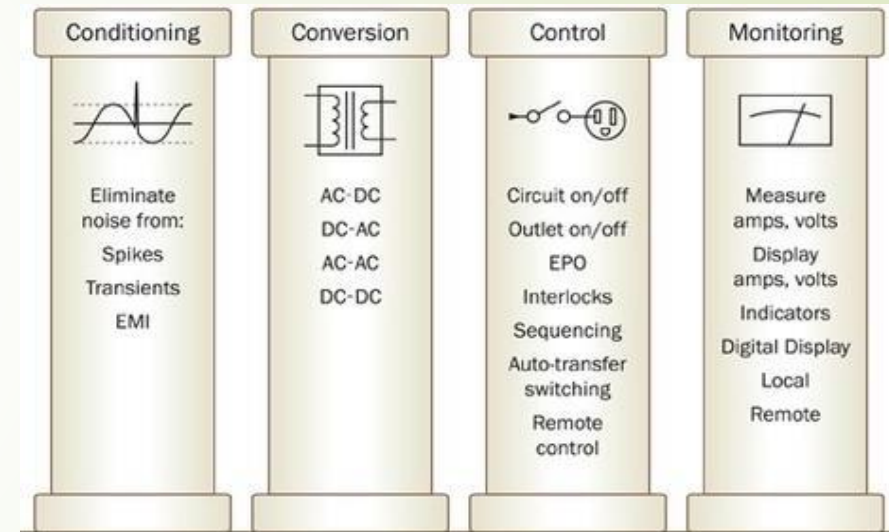 Conditioning
Eliminate
noise from:
Spikes
Transients
EMI
Conversion
AC-DC
DC-AC
AC-AC
DC-DC
Control
Circuit on/off
Outlet on/off
EPO
Interlocks
Sequencing
Auto-transfer
switching
Remote
control
Monitoring
Measure
amps, volts
Display
amps, volts
Indicators
Digital Display
Local
Remote